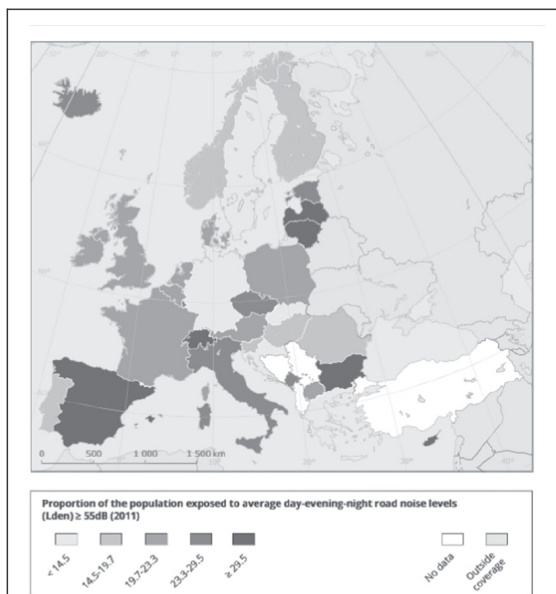 0 500 1 000 1 500 km
Proportion of the population exposed to average day-evening-night road noise levels
(Lden) ≥ 55dB (2011)
< 14.5
14.5-19.7
19.7-23.3
23.3-29.5
≥ 29.5
No data
Outside
coverage